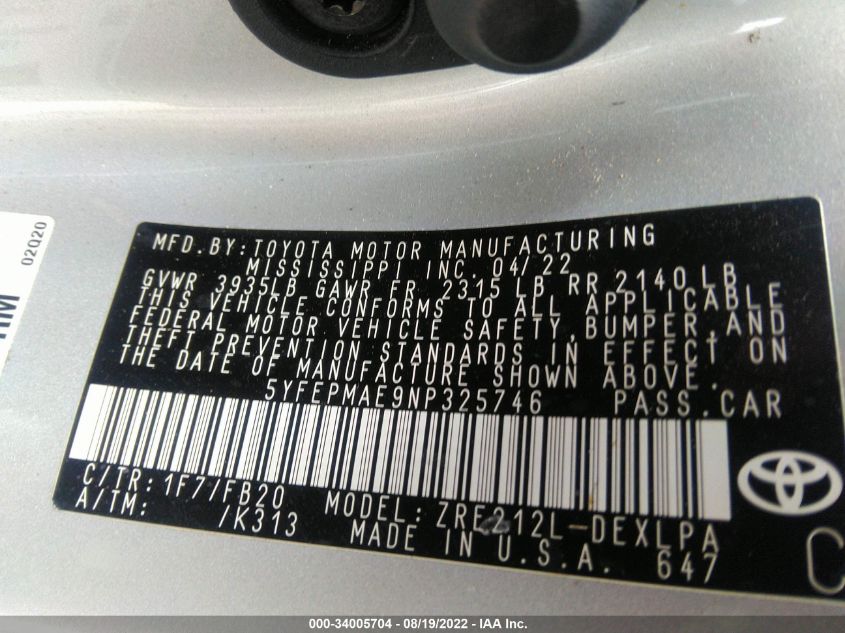 02Q20
MFD.BY:TOYOTA MOTOR MANUFACTURING
MISSISSIPPI INC. 04/22
GVWR 3935LB GAWR FR 2315 LB RR 2140 LB
THIS VEHICLE CONFORMS TO ALL APPLICABLE
FEDERAL MOTOR VEHICLE SAFETY,BUMPER,AND
THEFT PREVENTION STANDARDS IN EFFECT ON
THE DATE OF MANUFACTURE SHOWN ABOVE.
5YFEPMAE9NP325746 PASS.CAR
C/TR:1F7/FB20 MODEL:ZRE212L-DEXLPA
A/TM: /K313 MADE IN U.S.A. 647
000-34005704 - 08/19/2022 - IAA Inc.